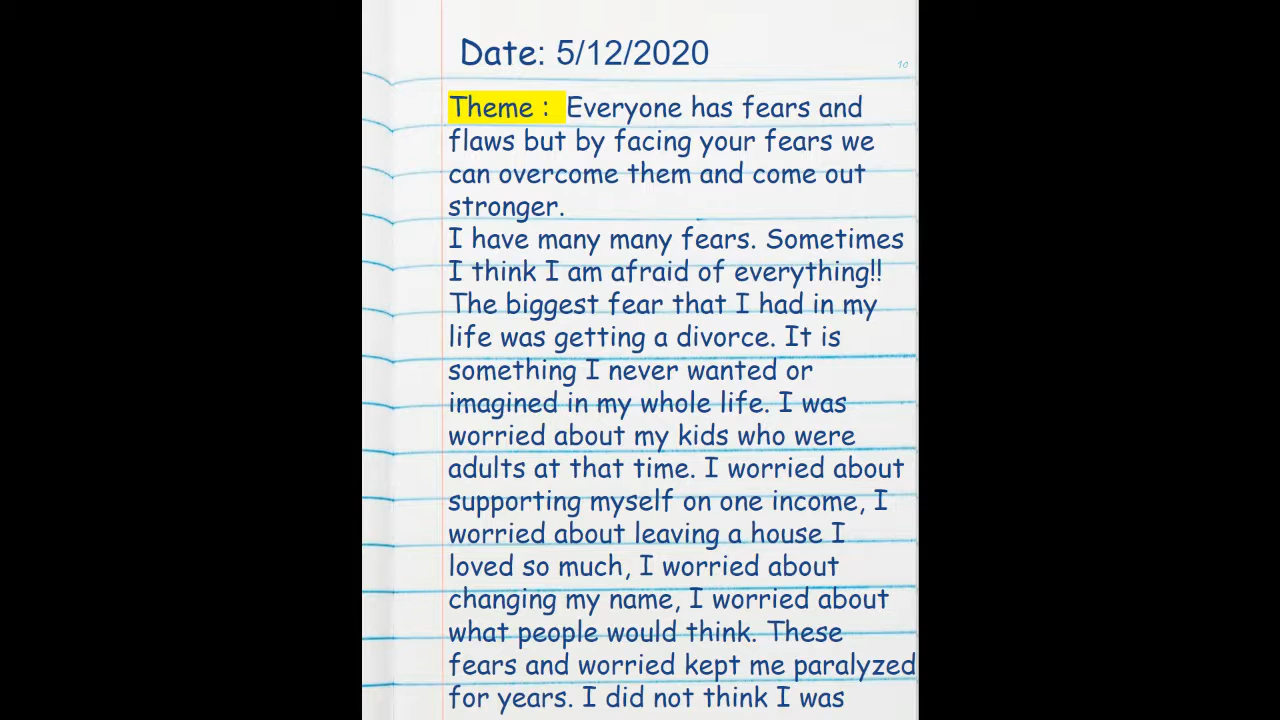 Date: 5/12/2020
10
Theme : Everyone has fears and
flaws but by facing your fears we
can overcome them and come out
stronger.
I have many many fears. Sometimes
I think I am afraid of everything!!
The biggest fear that I had in my
life was getting a divorce. It is
something I never wanted or
imagined in my whole life. I was
worried about my kids who were
adults at that time. I worried about
supporting myself on one income, I
worried about leaving a house I
loved so much, I worried about
changing my name, I worried about
what people would think. These
fears and worried kept me paralyzed
for years. I did not think I was